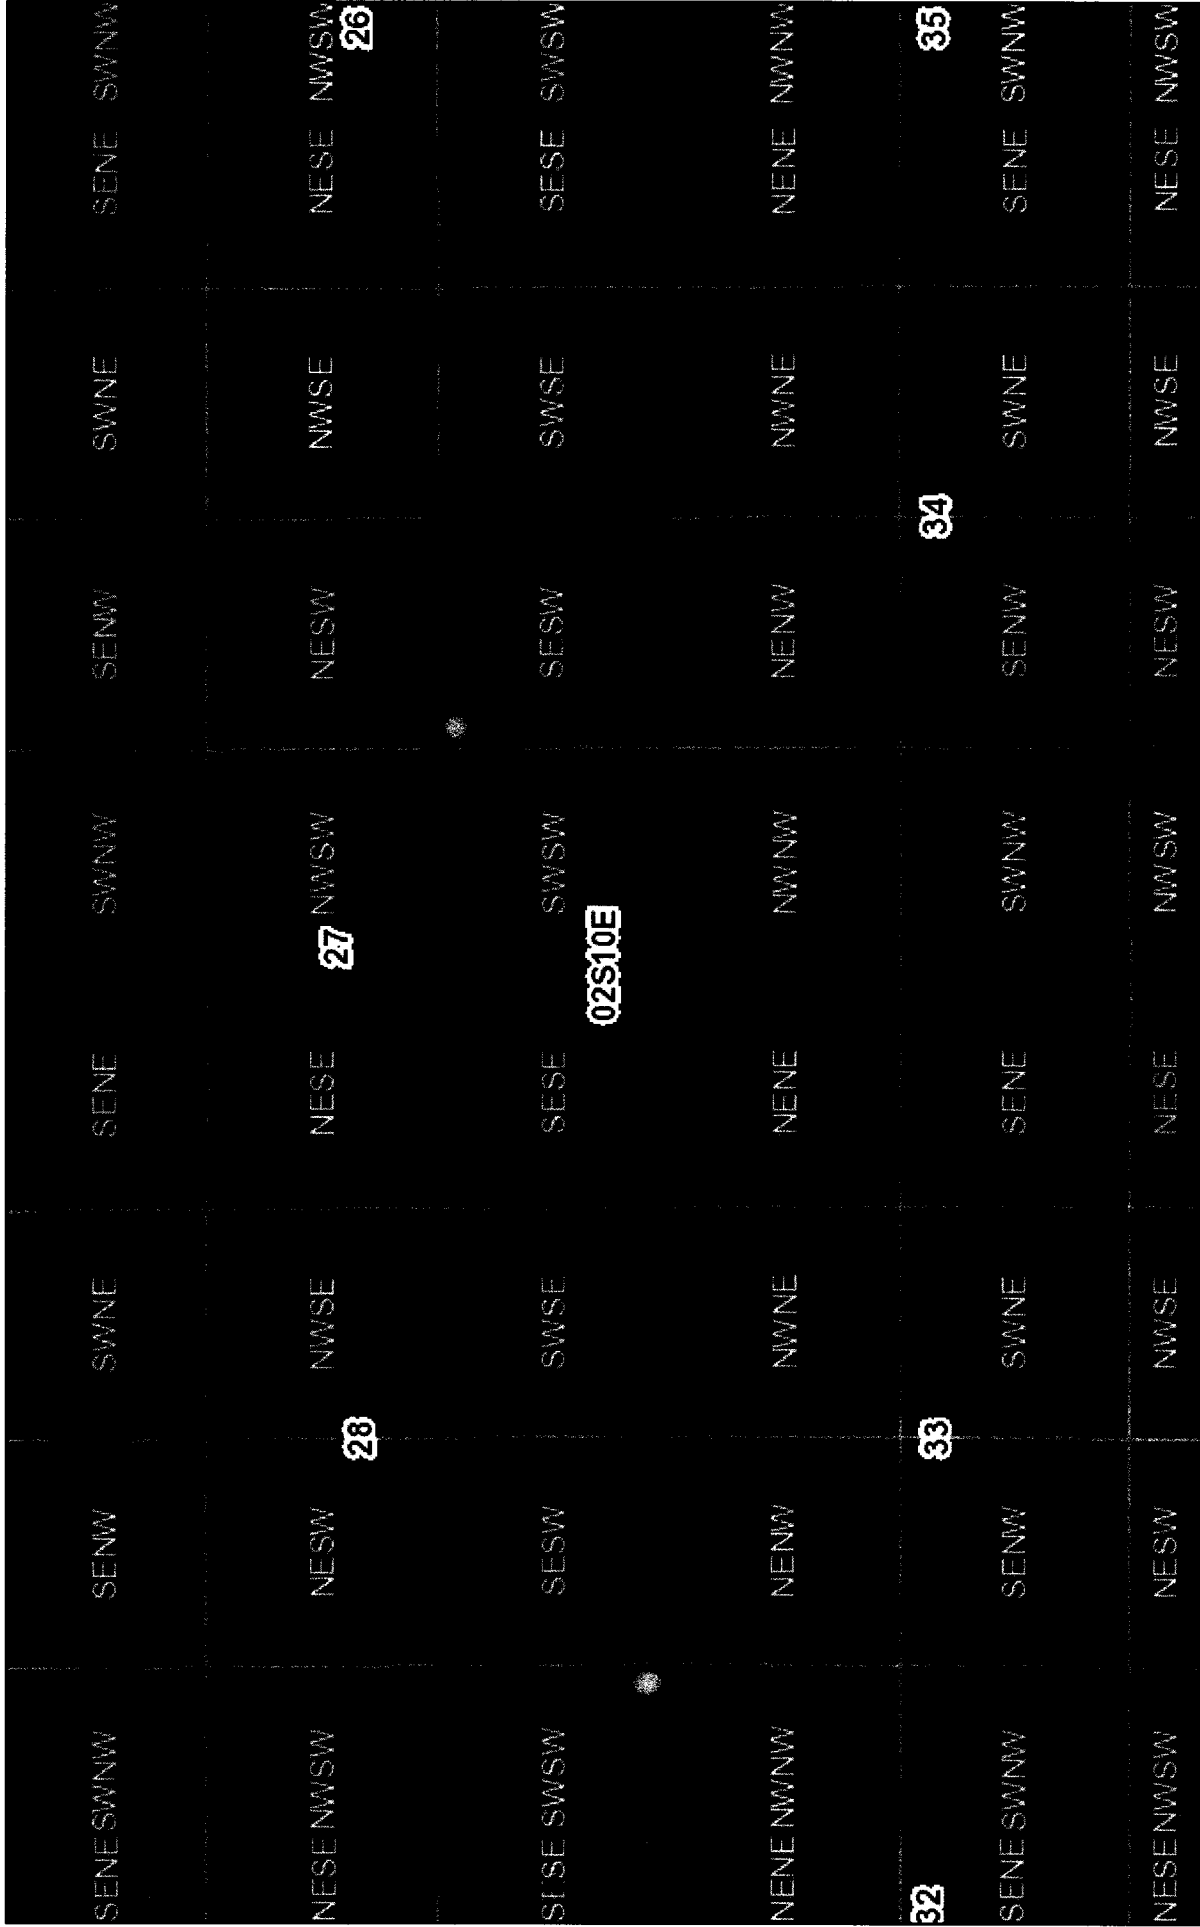 SENE SWNW SENW SWNE SENE SWNW SENW SWNE SENE SWNW
NESE NWSW NESW NWSE NESE NWSW NESW NWSE NESE NWSW
28 27 26
SESE SWSW SESW SWSE SESE SWSW SESW SWSE SESE SWSW
02S10E
NENE NWNW NENW NWNE NENE NWNW NENW NWNE NENE NWNW
32 33 34 35
SENE SWNW SENW SWNE SENE SWNW SENW SWNE SENE SWNW
NESE NWSW NESW NWSE NESE NWSW NESW NWSE NESE NWSW